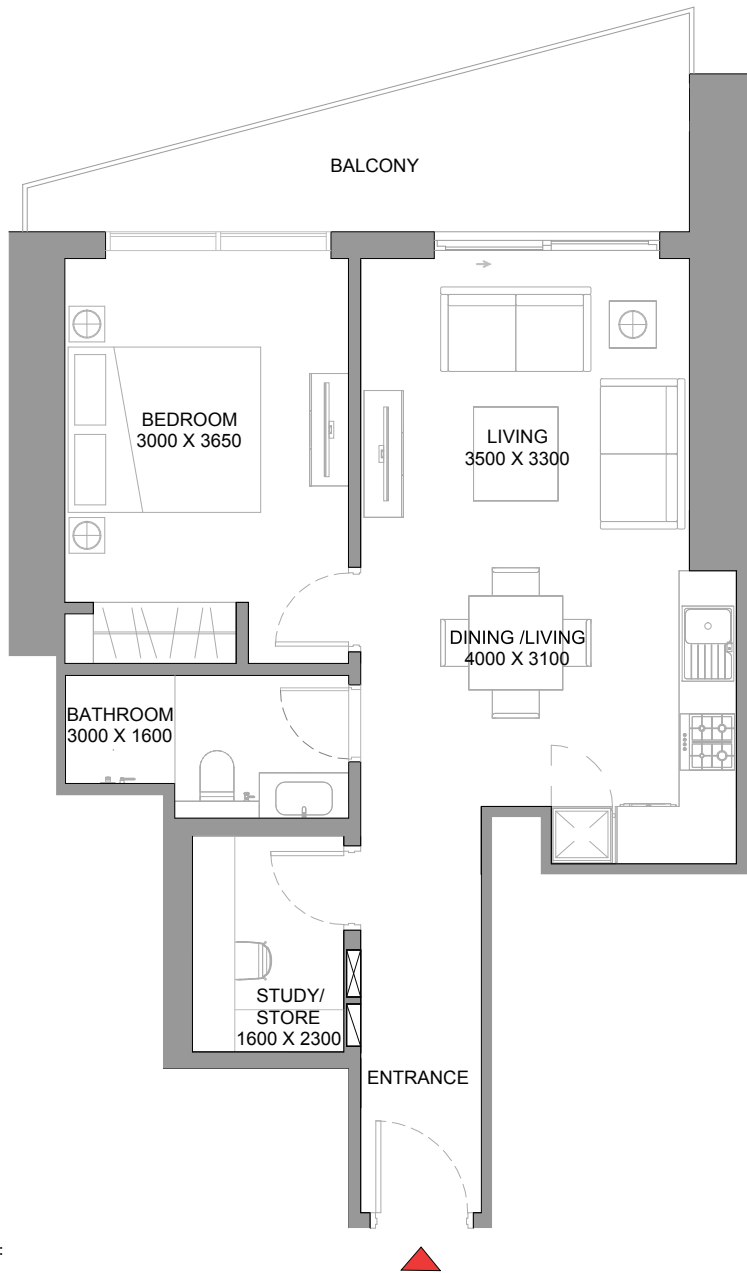 BALCONY
BEDROOM
3000 X 3650
LIVING
3500 X 3300
DINING /LIVING
4000 X 3100
BATHROOM
3000 X 1600
STUDY/
STORE
1600 X 2300
ENTRANCE
: